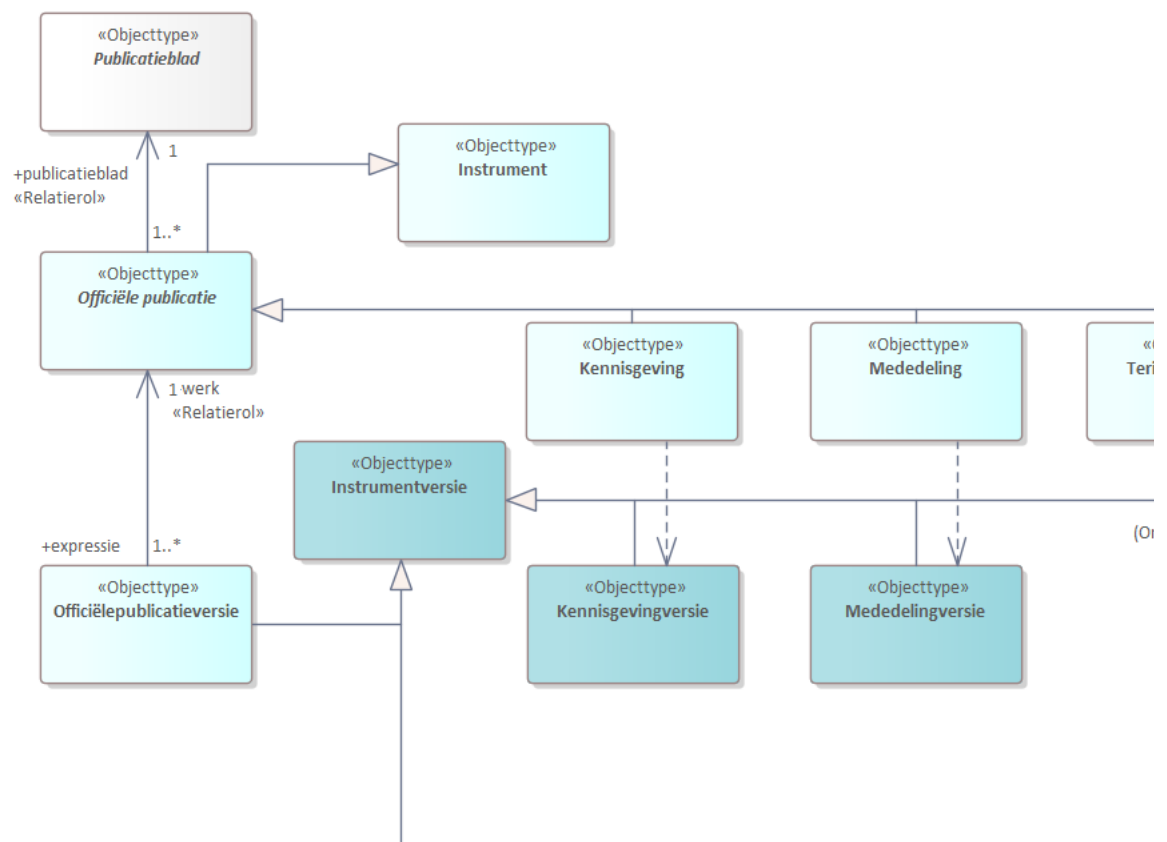 «Objecttype»
Publicatieblad
1
+publicatieblad
«Relatierol»
1..*
«Objecttype»
Instrument
«Objecttype»
Officiële publicatie
«Objecttype»
Kennisgeving
«Objecttype»
Mededeling
1 werk
«Relatierol»
«Objecttype»
Instrumentversie
+expressie
1..*
«Objecttype»
Officiëlepublicatieversie
«Objecttype»
Kennisgevingversie
«Objecttype»
Mededelingversie